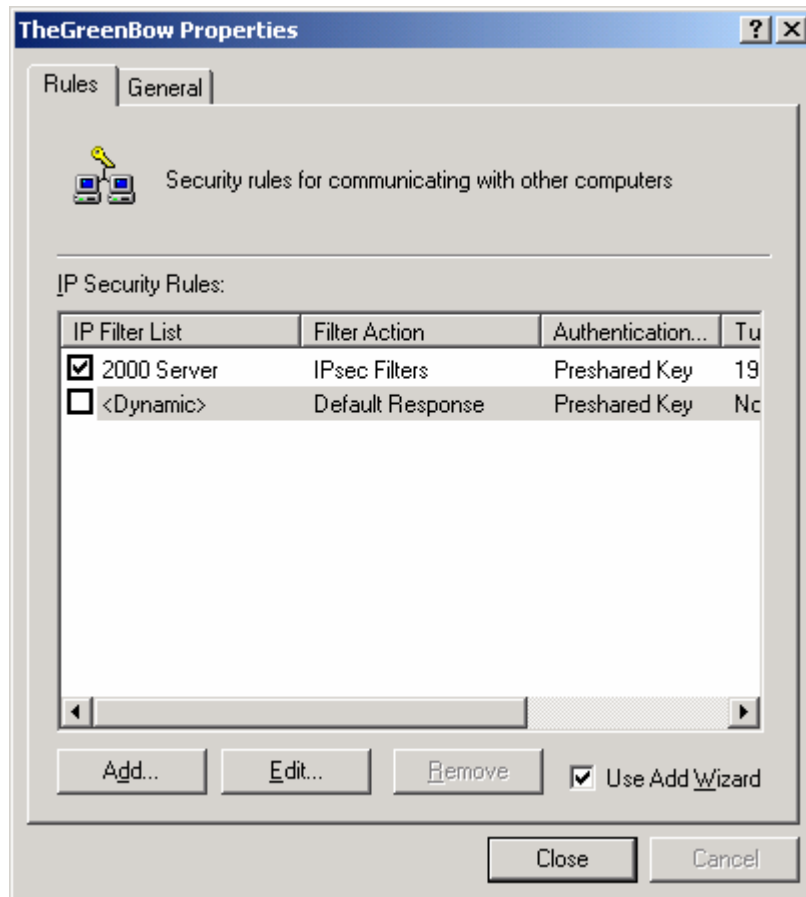 TheGreenBow Properties
Rules General
Security rules for communicating with other computers
IP Security Rules:
IP Filter List Filter Action Authentication... Tu
2000 Server IPsec Filters Preshared Key 19
<Dynamic> Default Response Preshared Key Nc
Add... Edit... Remove Use Add Wizard
Close Cancel